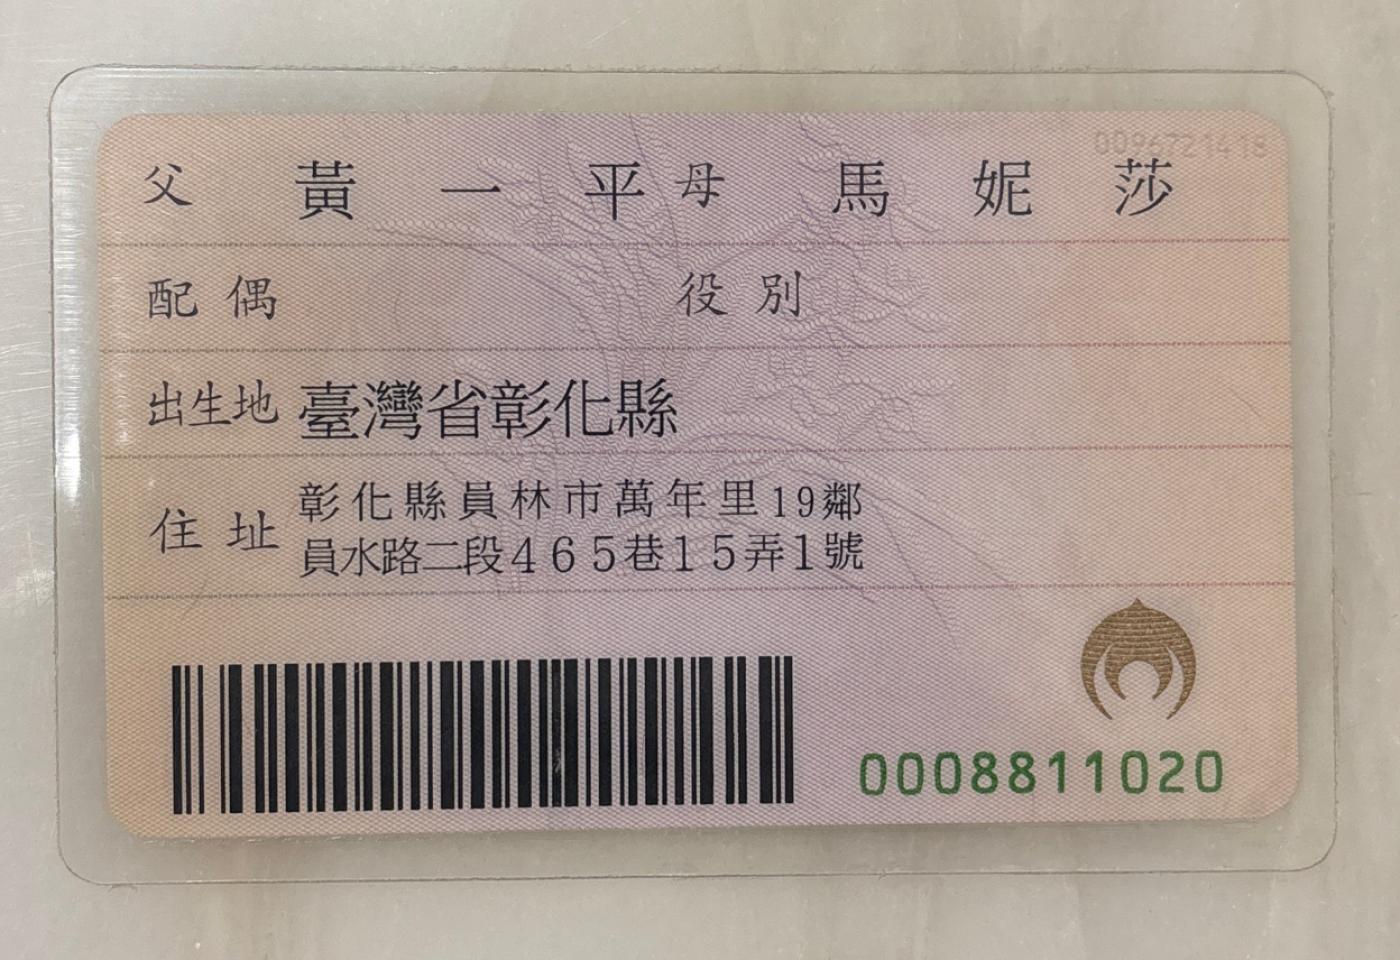 0096721418
父 黃一平 母 馬妮莎
配偶 役別
出生地 臺灣省彰化縣
住址 彰化縣員林市萬年里19鄰
員水路二段465巷15弄1號
0008811020